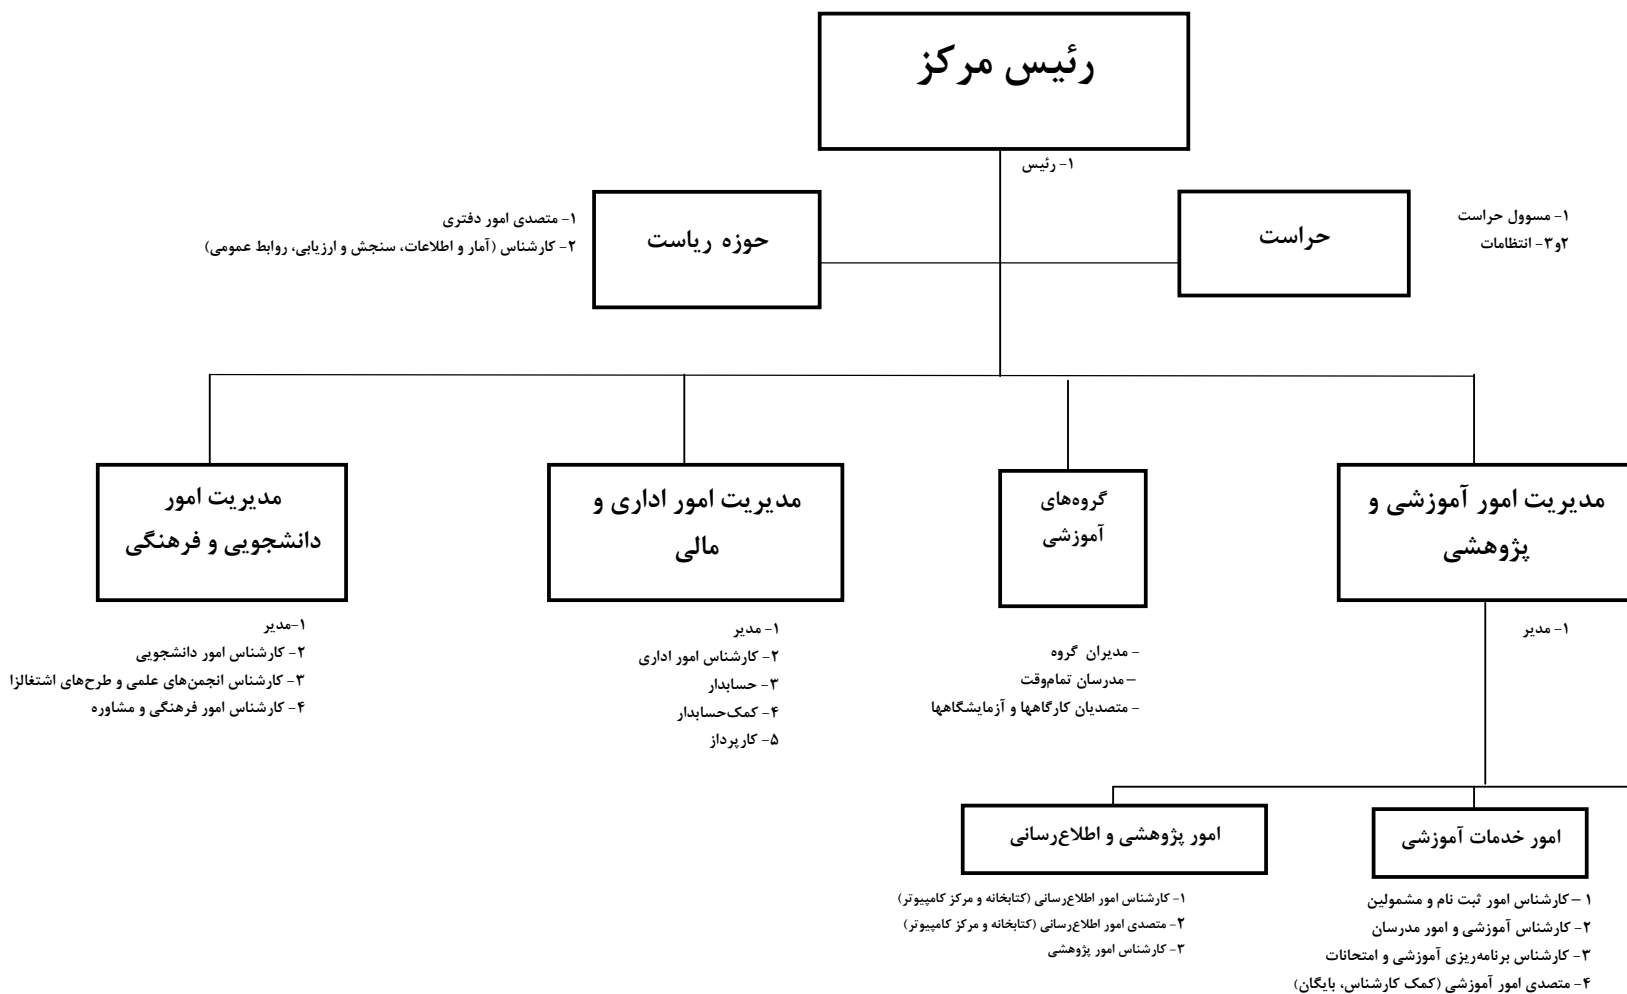 رئیس مرکز
۱- رئیس
حراست
۱- مسوول حراست
۲و۳- انتظامات
حوزه ریاست
۱- متصدی امور دفتری
۲- کارشناس (آمار و اطلاعات، سنجش و ارزیابی، روابط عمومی)
مدیریت امور آموزشی و
پژوهشی
۱- مدیر
گروه‌های
آموزشی
- مدیران گروه
– مدرسان تمام‌وقت
- متصدیان کارگاهها و آزمایشگاهها
مدیریت امور اداری و
مالی
۱- مدیر
۲- کارشناس امور اداری
۳- حسابدار
۴- کمک‌حسابدار
۵- کارپرداز
مدیریت امور
دانشجویی و فرهنگی
۱-مدیر
۲- کارشناس امور دانشجویی
۳- کارشناس انجمن‌های علمی و طرح‌های اشتغالزا
۴- کارشناس امور فرهنگی و مشاوره
امور خدمات آموزشی
۱ – کارشناس امور ثبت نام و مشمولین
۲- کارشناس آموزشی و امور مدرسان
۳- کارشناس برنامه‌ریزی آموزشی و امتحانات
۴- متصدی امور آموزشی (کمک کارشناس، بایگان)
امور پژوهشی و اطلاع‌رسانی
۱- کارشناس امور اطلاع‌رسانی (کتابخانه و مرکز کامپیوتر)
۲- متصدی امور اطلاع‌رسانی (کتابخانه و مرکز کامپیوتر)
۳- کارشناس امور پژوهشی